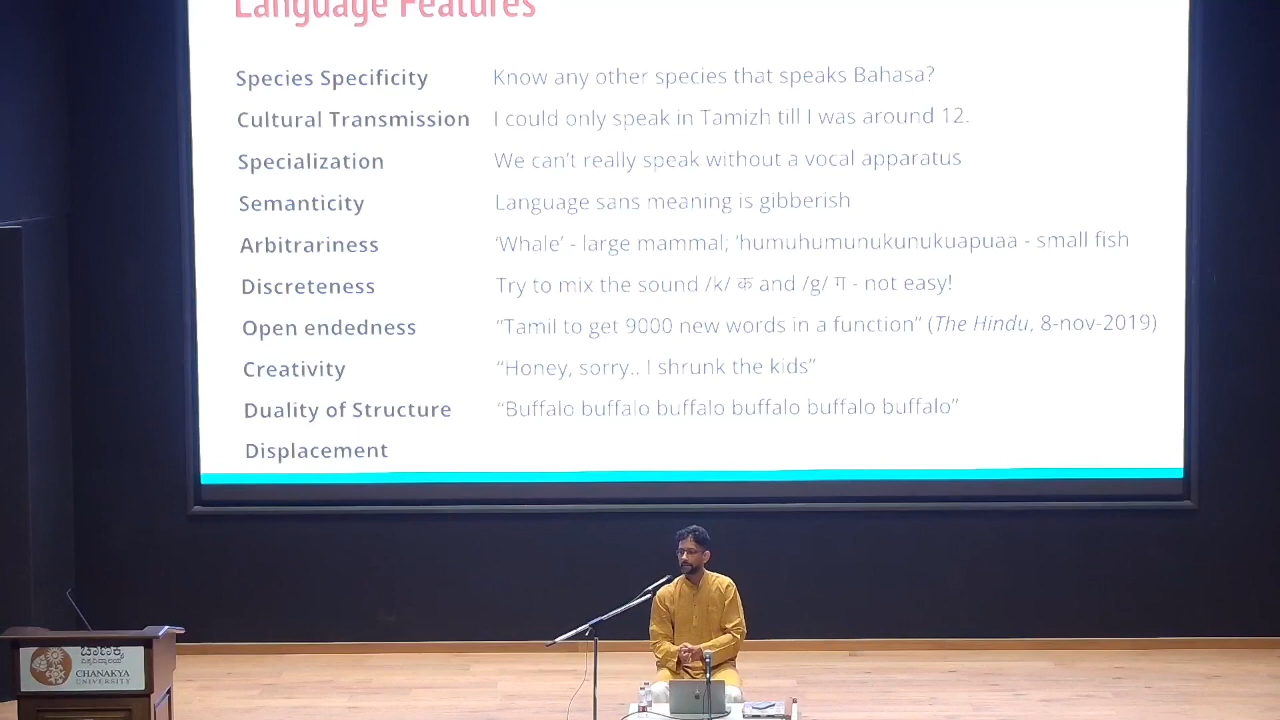 Language Features
Species Specificity Know any other species that speaks Bahasa?
Cultural Transmission I could only speak in Tamizh till I was around 12.
Specialization We can't really speak without a vocal apparatus
Semanticity Language sans meaning is gibberish
Arbitrariness 'Whale' - large mammal; 'humuhumunukunukuapuaa - small fish
Discreteness Try to mix the sound /k/ क and /g/ ग - not easy!
Open endedness “Tamil to get 9000 new words in a function” (The Hindu, 8-nov-2019)
Creativity “Honey, sorry.. I shrunk the kids”
Duality of Structure “Buffalo buffalo buffalo buffalo buffalo buffalo”
Displacement
ಚಾಣಕ್ಯ
ವಿಶ್ವವಿದ್ಯಾಲಯ
CHANAKYA
UNIVERSITY